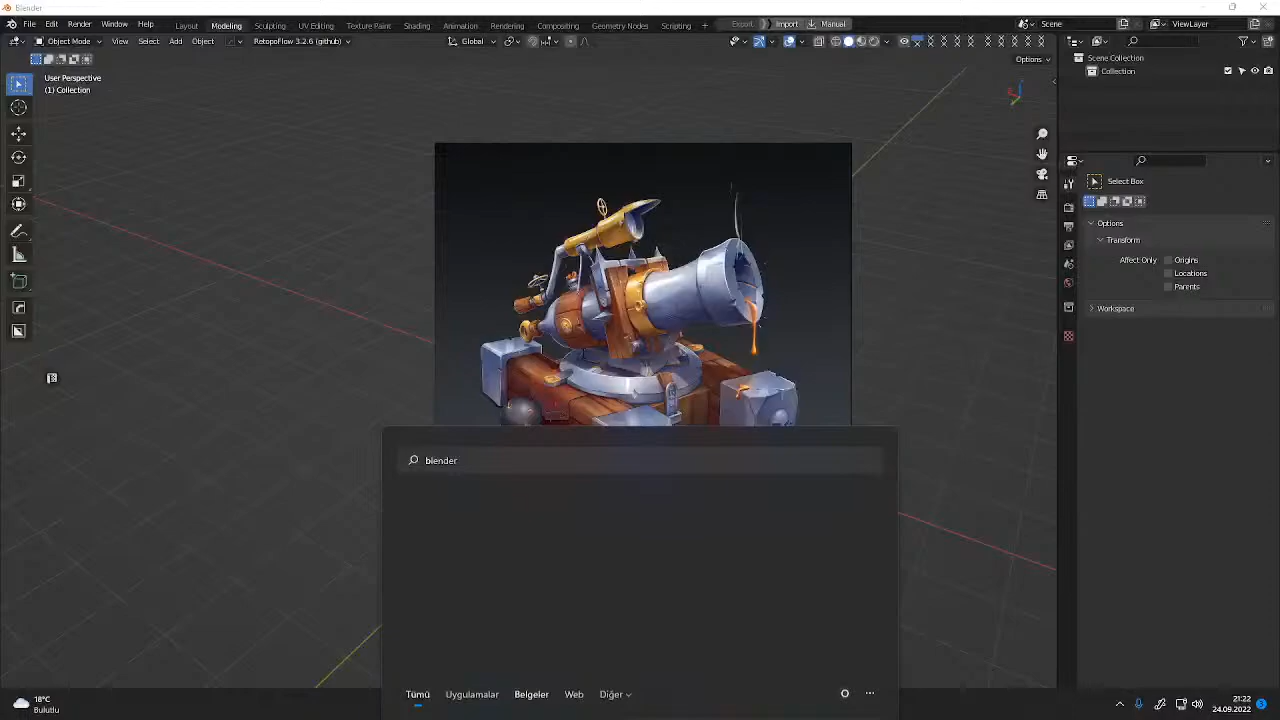 Blender
File Edit Render Window Help Layout Modeling Sculpting UV Editing Texture Paint Shading Animation Rendering Compositing Geometry Nodes Scripting + Export Import Manual Scene ViewLayer
Object Mode View Select Add Object RetopoFlow 3.2.6 (github) Global
Options
User Perspective
(1) Collection
Scene Collection
Collection
Select Box
Options
Transform
Affect Only Origins
Locations
Parents
Workspace
blender
Tümü Uygulamalar Belgeler Web Diğer O ...
18°C
Bulutlu
21:22
24.09.2022
3